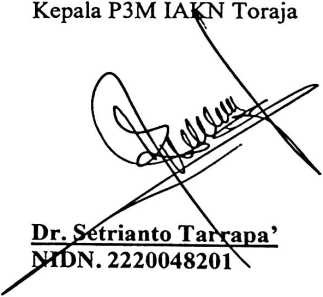 Kepala P3M IAKN Toraja
Dr. Setrianto Tarrapa’
NIDN. 2220048201